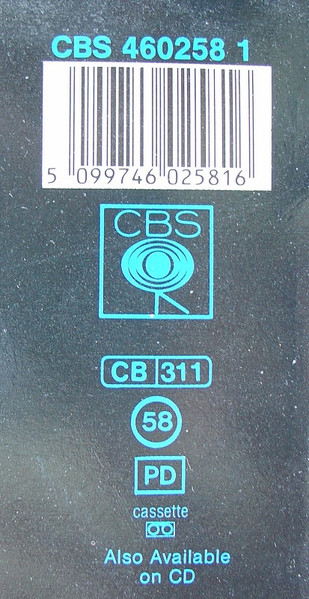 CBS 460258 1
5 099746 025816
CBS
CB 311
58
PD
cassette
Also Available
on CD